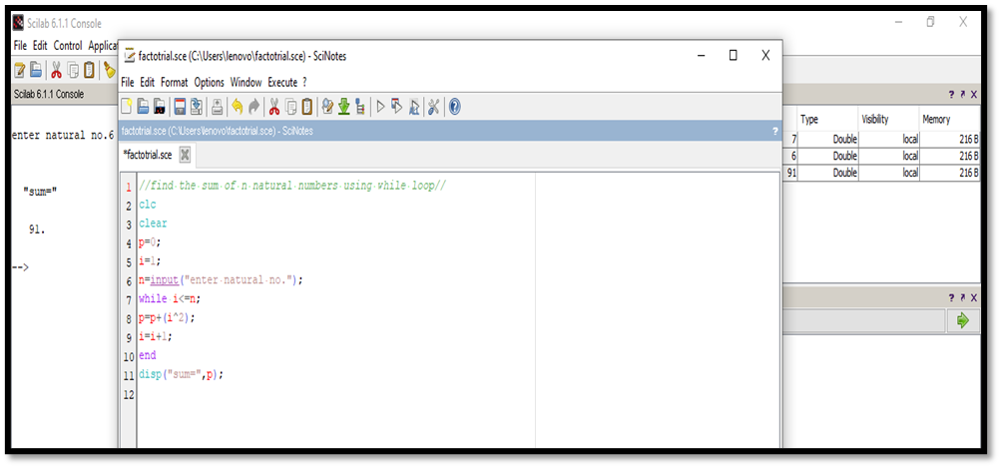 Scilab 6.1.1 Console
File Edit Control Applica
factotrial.sce (C:\Users\lenovo\factotrial.sce) - SciNotes
File Edit Format Options Window Execute ?
Scilab 6.1.1 Console
? ↗ X
factotrial.sce (C:\Users\lenovo\factotrial.sce) - SciNotes
?
*factotrial.sce
enter natural no.6
"sum="
91.
-->
1 //find the sum of n natural numbers using while loop//
2 clc
3 clear
4 p=0;
5 i=1;
6 n=input("enter natural no.");
7 while i<=n;
8 p=p+(i^2);
9 i=i+1;
10 end
11 disp("sum=",p);
12
Type Visibility Memory
7 Double local 216 B
6 Double local 216 B
91 Double local 216 B
? ↗ X